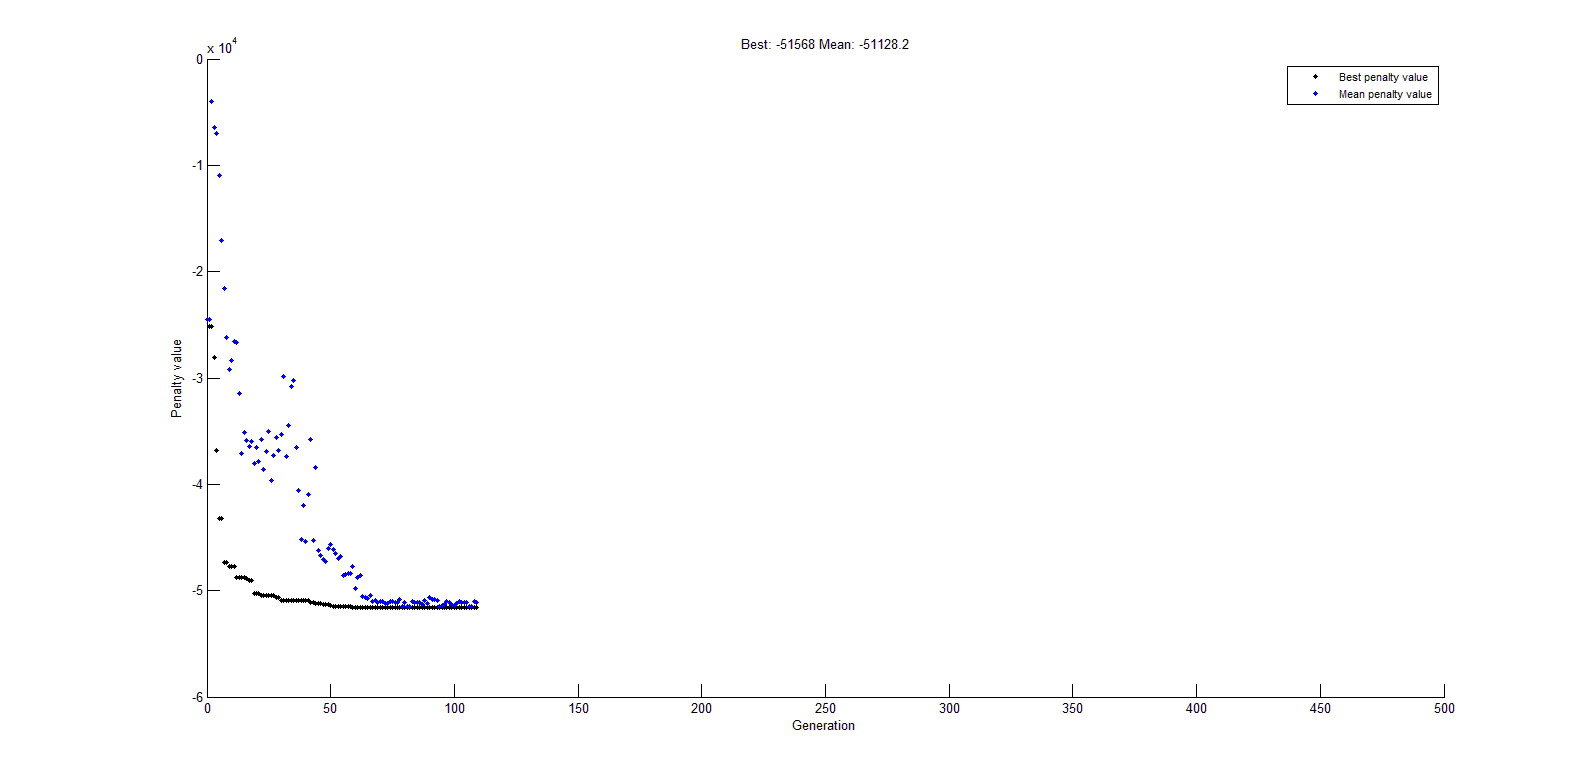 Best: -51568 Mean: -51128.2
x 10^4
Best penalty value
Mean penalty value
0
-1
-2
-3
-4
-5
-6
Penalty value
0 50 100 150 200 250 300 350 400 450 500
Generation